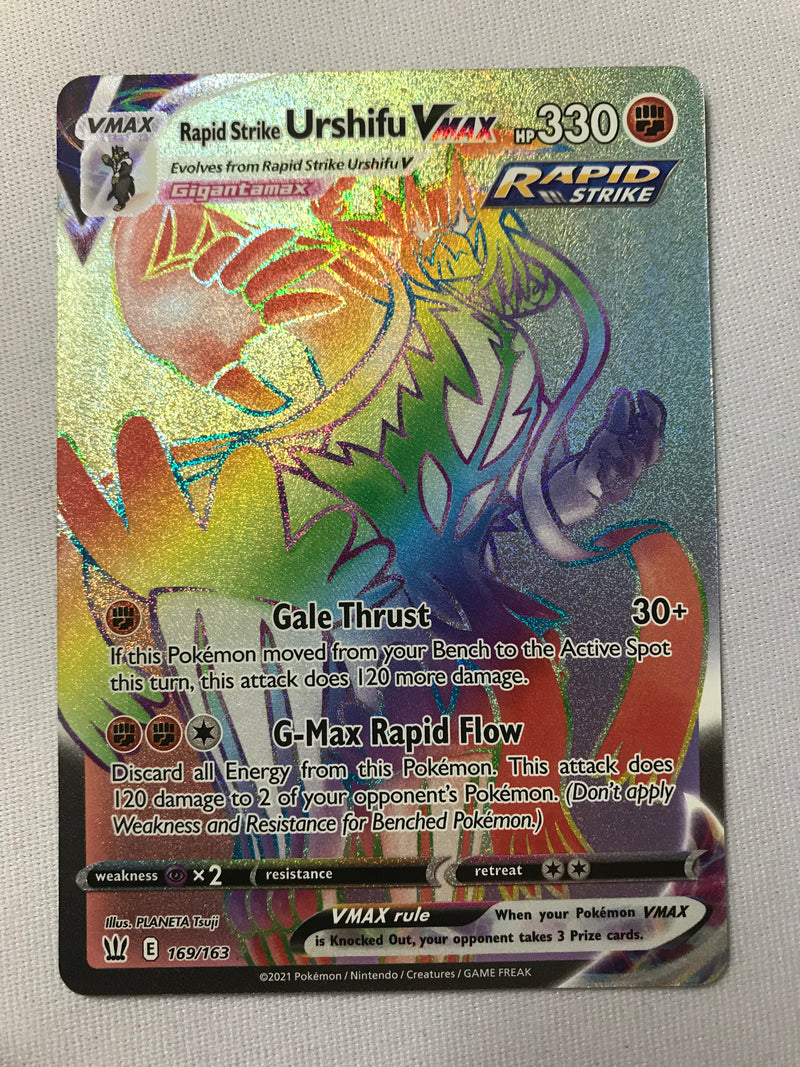 VMAX
Rapid Strike Urshifu VMAX HP 330
Evolves from Rapid Strike Urshifu V
Gigantamax
RAPID STRIKE
Gale Thrust 30+
If this Pokémon moved from your Bench to the Active Spot
this turn, this attack does 120 more damage.
G-Max Rapid Flow
Discard all Energy from this Pokémon. This attack does
120 damage to 2 of your opponent's Pokémon. (Don't apply
Weakness and Resistance for Benched Pokémon.)
weakness ×2 resistance retreat
Illus. PLANETA Tsuji
VMAX rule When your Pokémon VMAX
is Knocked Out, your opponent takes 3 Prize cards.
E 169/163
©2021 Pokémon / Nintendo / Creatures / GAME FREAK